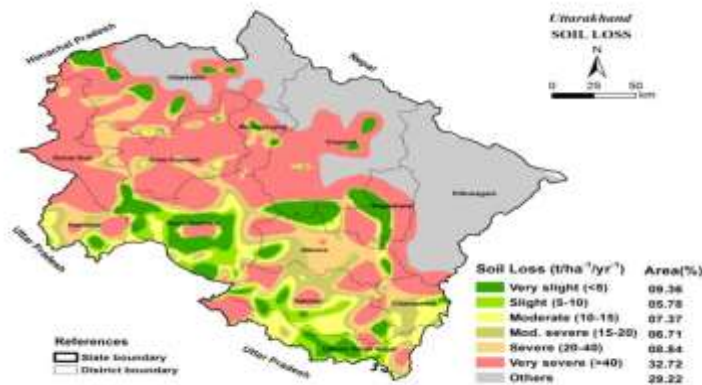 Uttarakhand
SOIL LOSS
N
0 25 50
km
Himachal Pradesh
Nepal
Uttar Pradesh
Uttar Pradesh
References
State boundary
District boundary
Soil Loss (t/ha⁻¹/yr⁻¹) Area(%)
Very slight (<5) 09.36
Slight (5-10) 05.78
Moderate (10-15) 07.37
Mod. severe (15-20) 06.71
Severe (20-40) 08.84
Very severe (>40) 32.72
Others 29.22